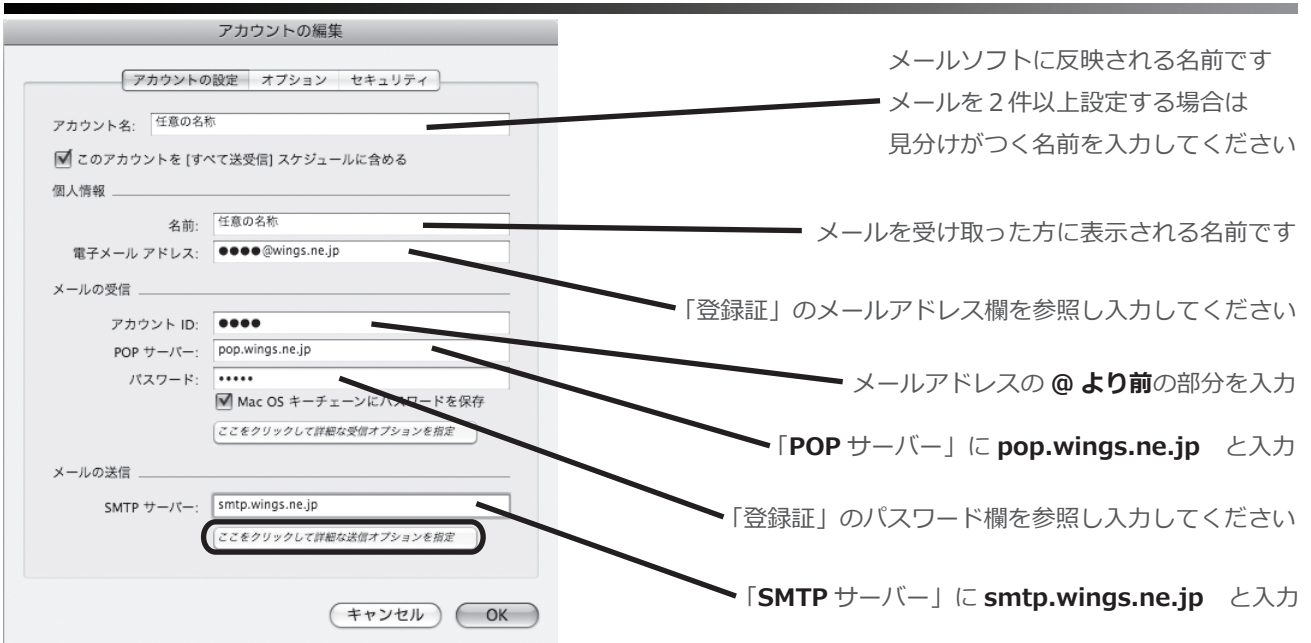 アカウントの編集
アカウントの設定 オプション セキュリティ
アカウント名: 任意の名称
このアカウントを [すべて送受信] スケジュールに含める
個人情報
名前: 任意の名称
電子メール アドレス: ●●●●@wings.ne.jp
メールの受信
アカウント ID: ●●●●
POP サーバー: pop.wings.ne.jp
パスワード: •••••
Mac OS キーチェーンにパスワードを保存
ここをクリックして詳細な受信オプションを指定
メールの送信
SMTP サーバー: smtp.wings.ne.jp
ここをクリックして詳細な送信オプションを指定
キャンセル OK
メールソフトに反映される名前です
メールを2件以上設定する場合は
見分けがつく名前を入力してください
メールを受け取った方に表示される名前です
「登録証」のメールアドレス欄を参照し入力してください
メールアドレスの @ より前の部分を入力
「POP サーバー」に pop.wings.ne.jp と入力
「登録証」のパスワード欄を参照し入力してください
「SMTP サーバー」に smtp.wings.ne.jp と入力